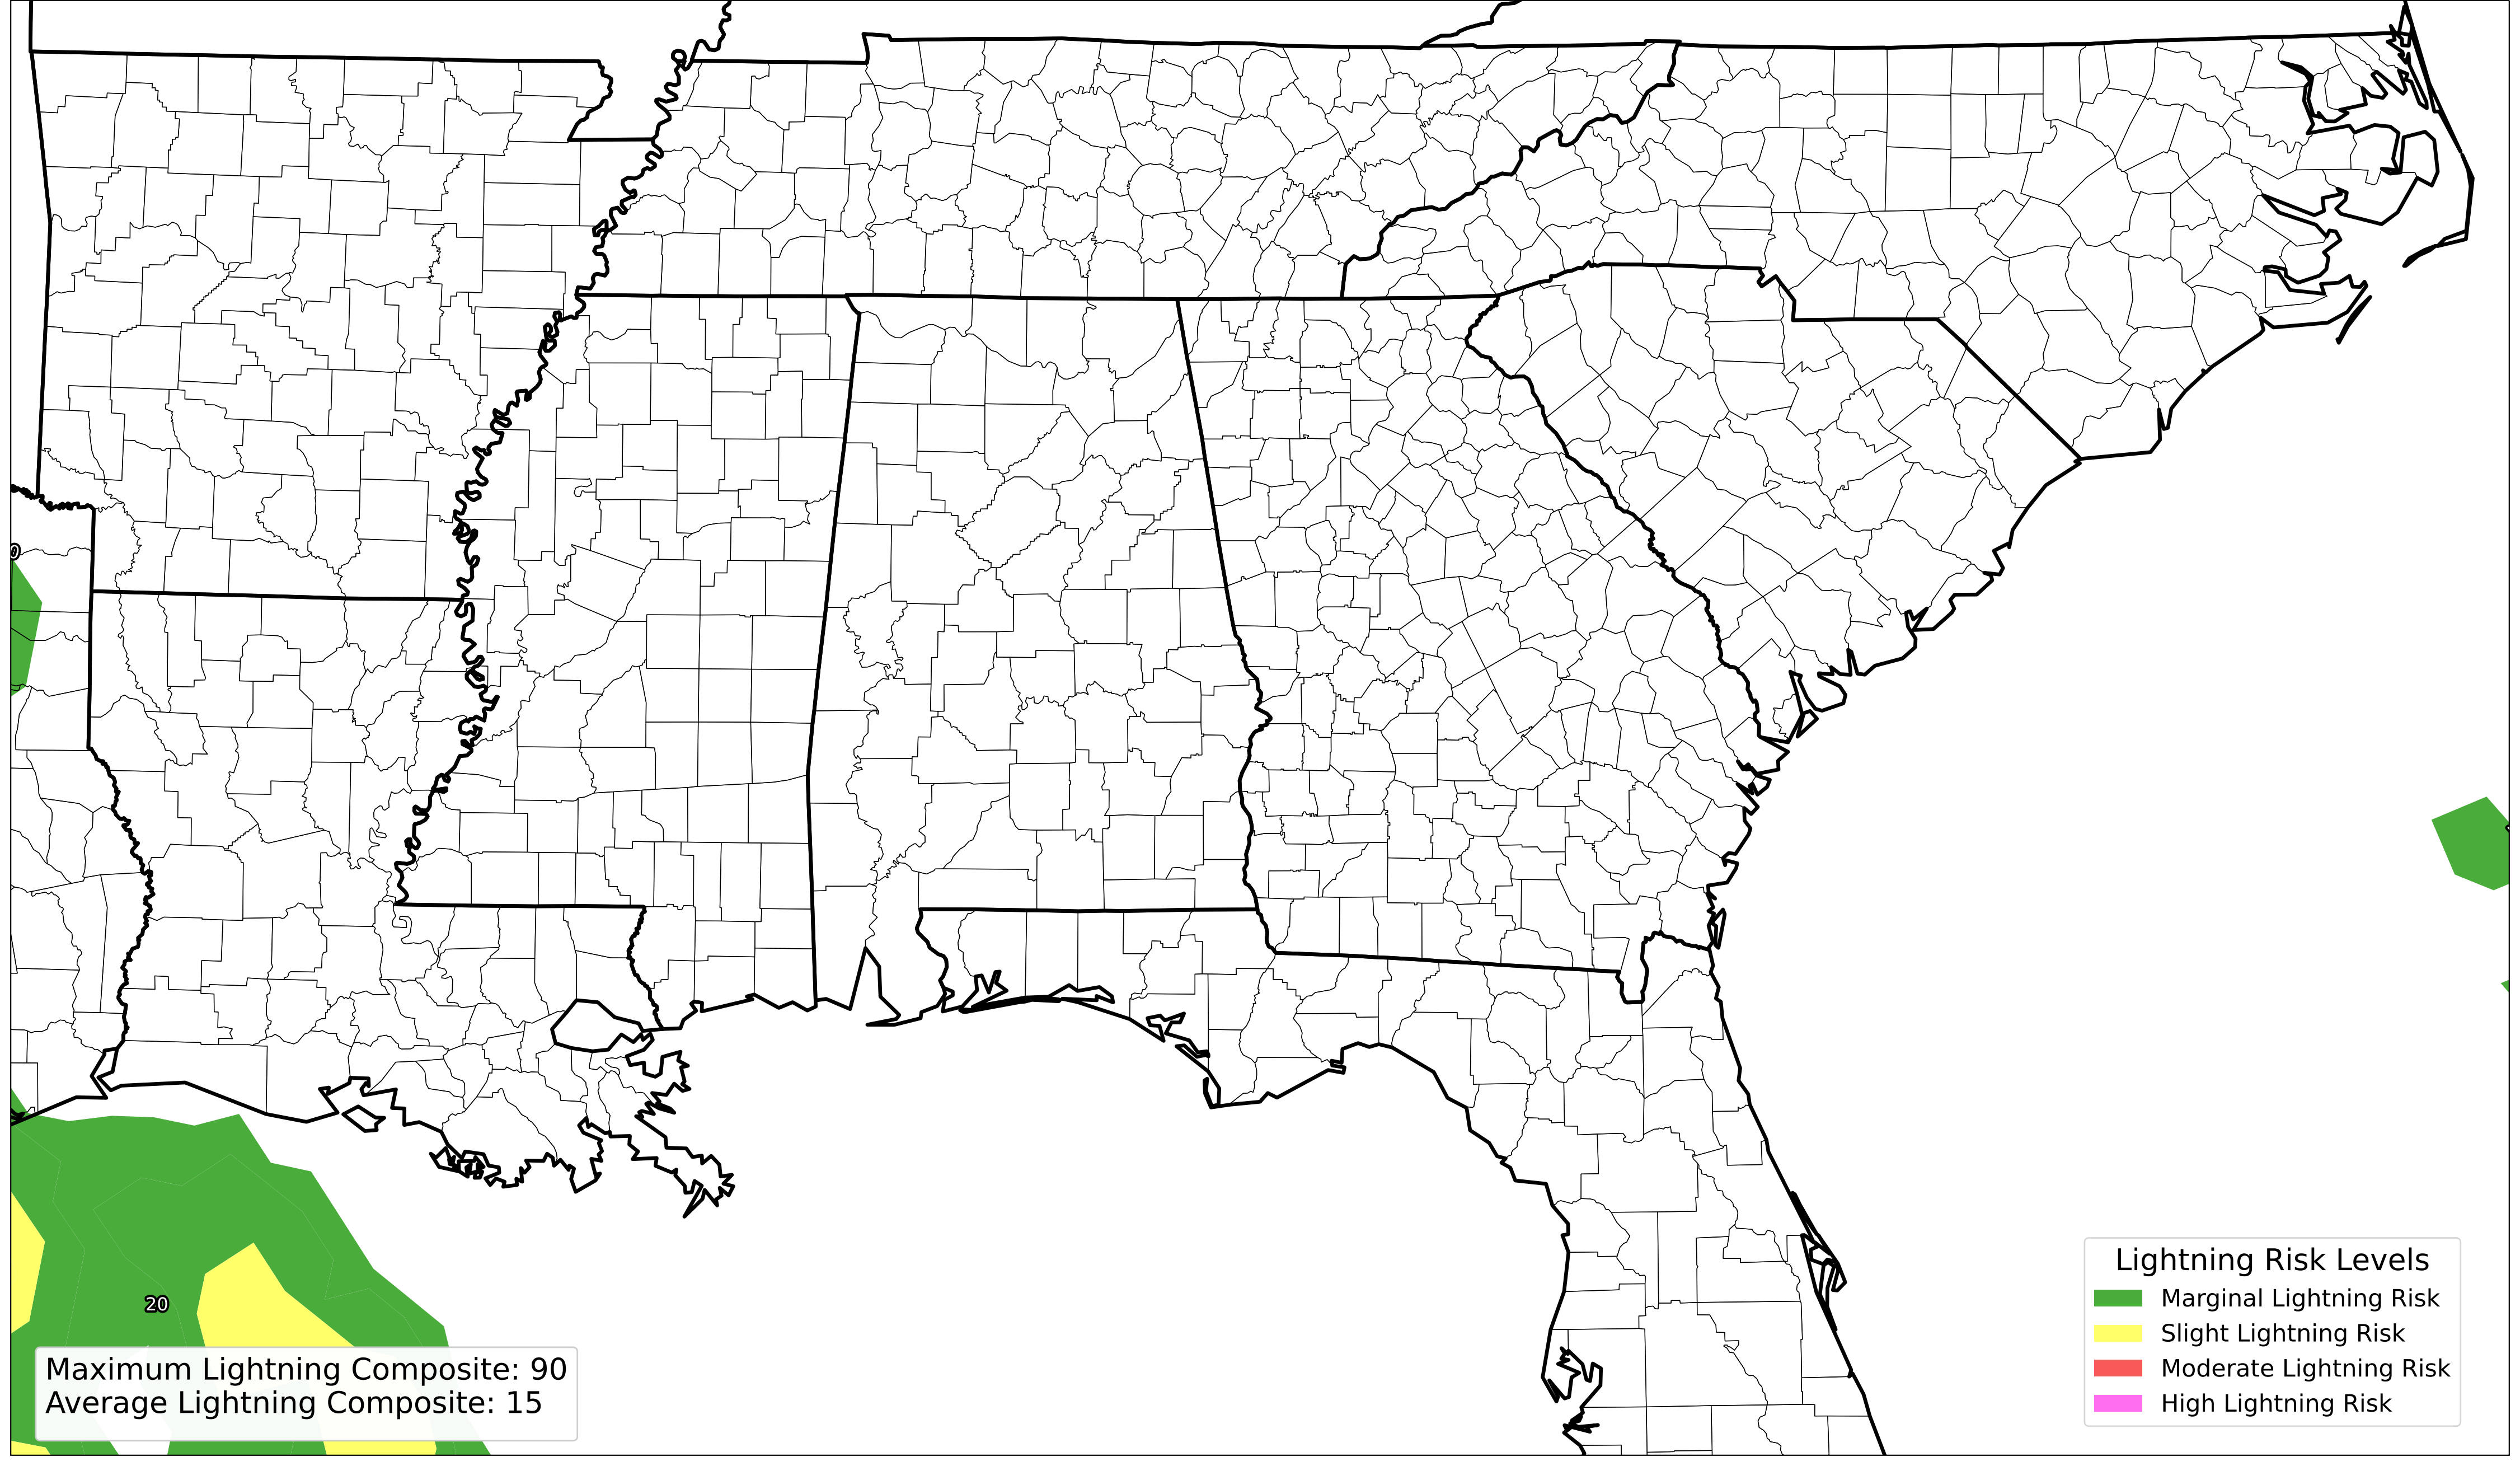 0
20
Maximum Lightning Composite: 90
Average Lightning Composite: 15
Lightning Risk Levels
Marginal Lightning Risk
Slight Lightning Risk
Moderate Lightning Risk
High Lightning Risk